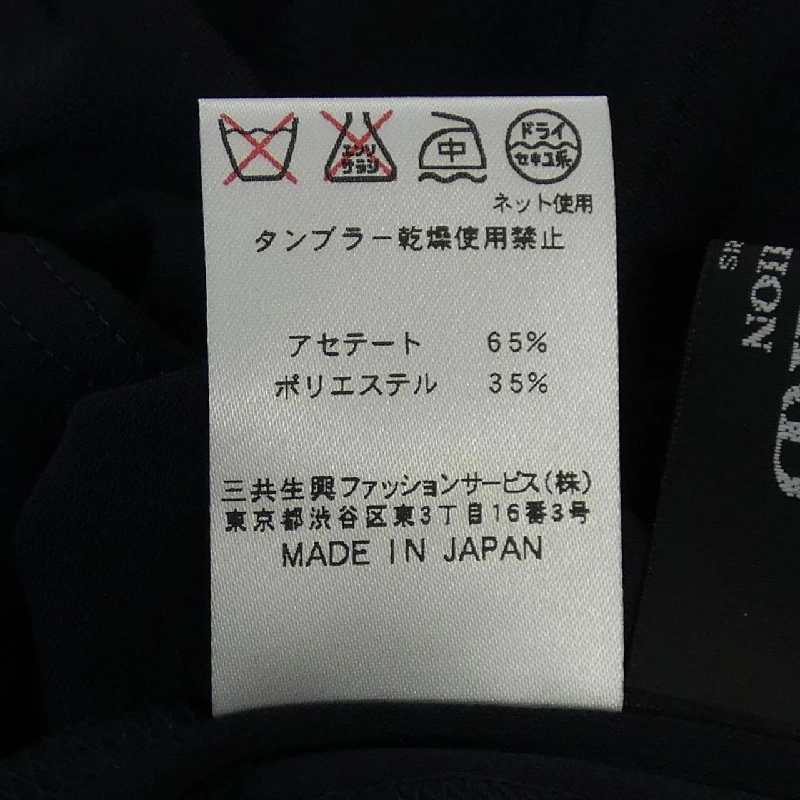 エンソ
サラシ
中
ドライ
セキユ系
ネット使用
タンブラー乾燥使用禁止
アセテート 65%
ポリエステル 35%
三共生興ファッションサービス(株)
東京都渋谷区東3丁目16番3号
MADE IN JAPAN